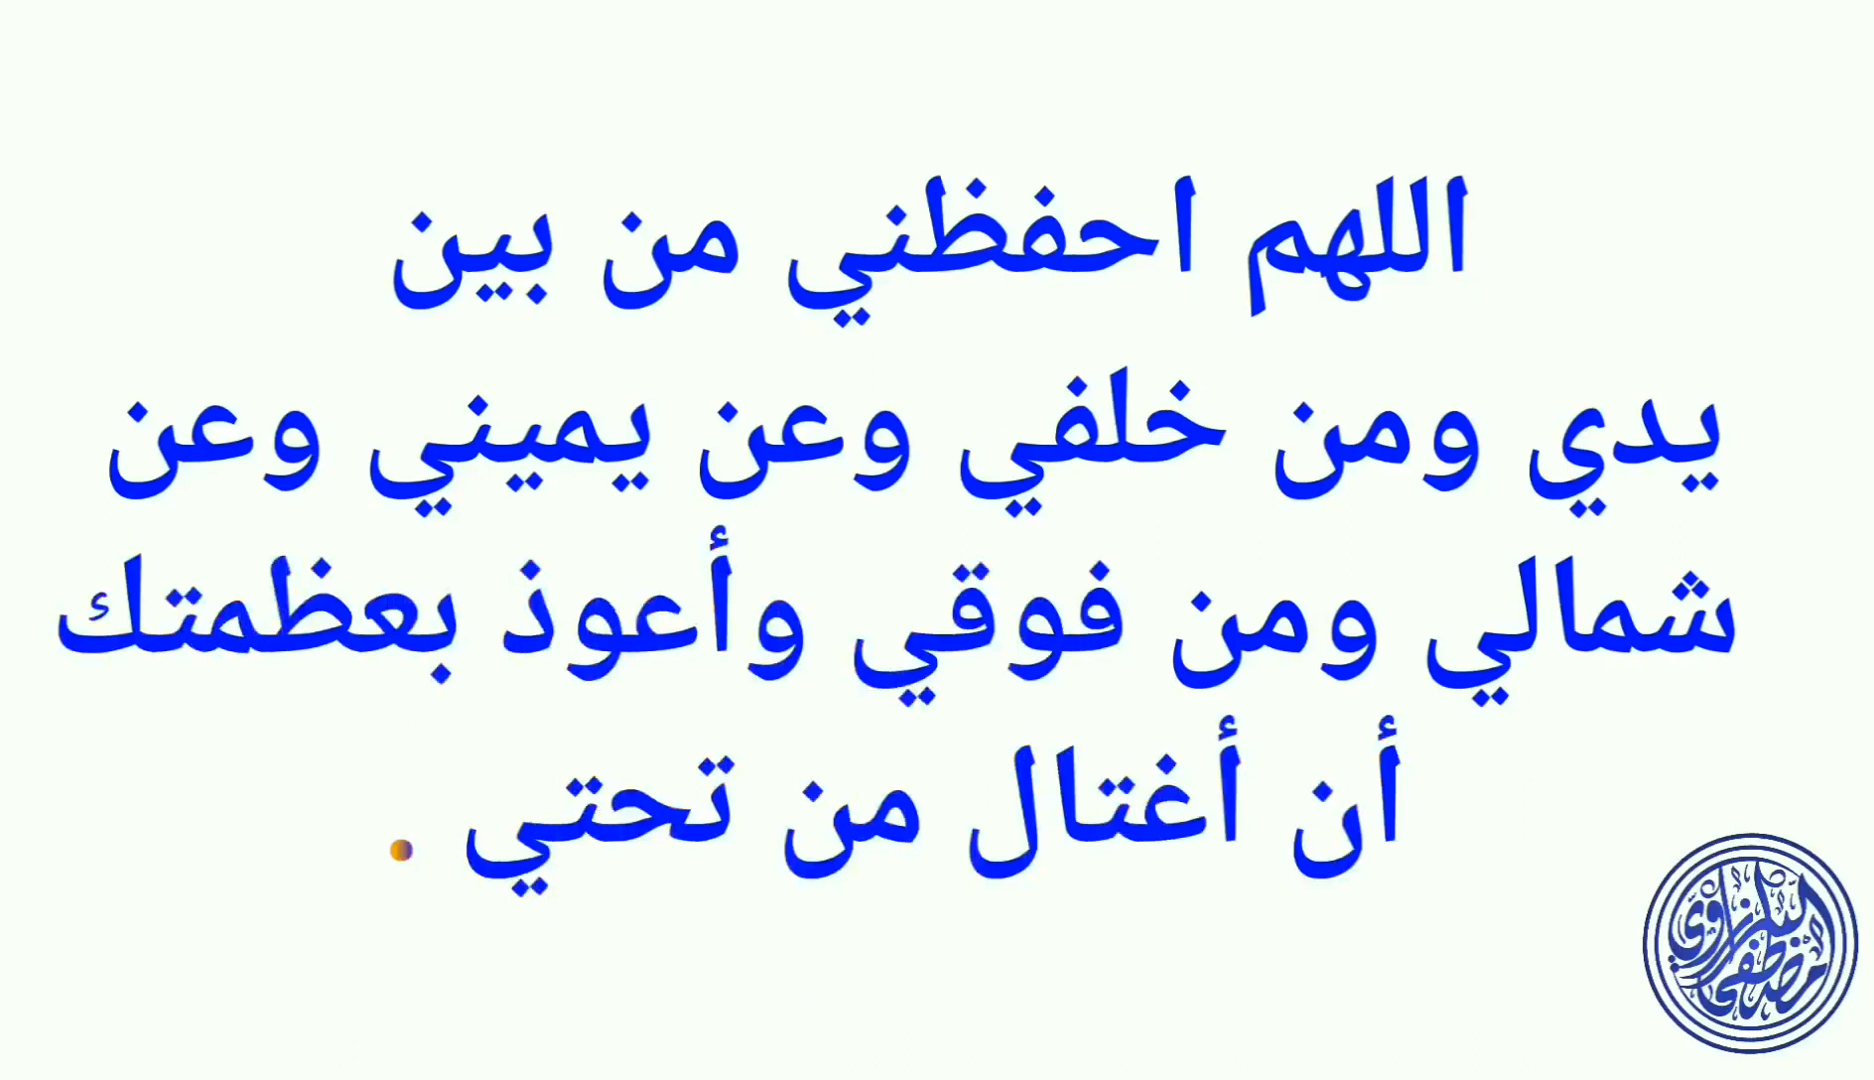 اللهم احفظني من بين
يدي ومن خلفي وعن يميني وعن
شمالي ومن فوقي وأعوذ بعظمتك
أن أغتال من تحتي .